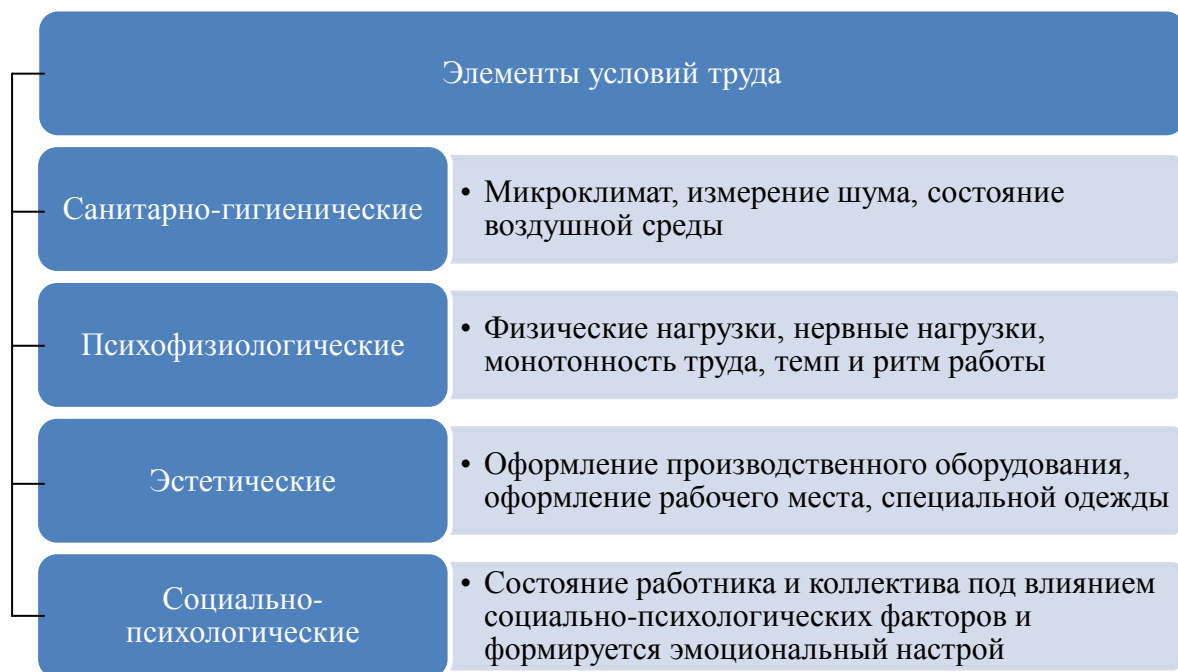 Элементы условий труда
Санитарно-гигиенические
• Микроклимат, измерение шума, состояние
воздушной среды
Психофизиологические
• Физические нагрузки, нервные нагрузки,
монотонность труда, темп и ритм работы
Эстетические
• Оформление производственного оборудования,
оформление рабочего места, специальной одежды
Социально-
психологические
• Состояние работника и коллектива под влиянием
социально-психологических факторов и
формируется эмоциональный настрой